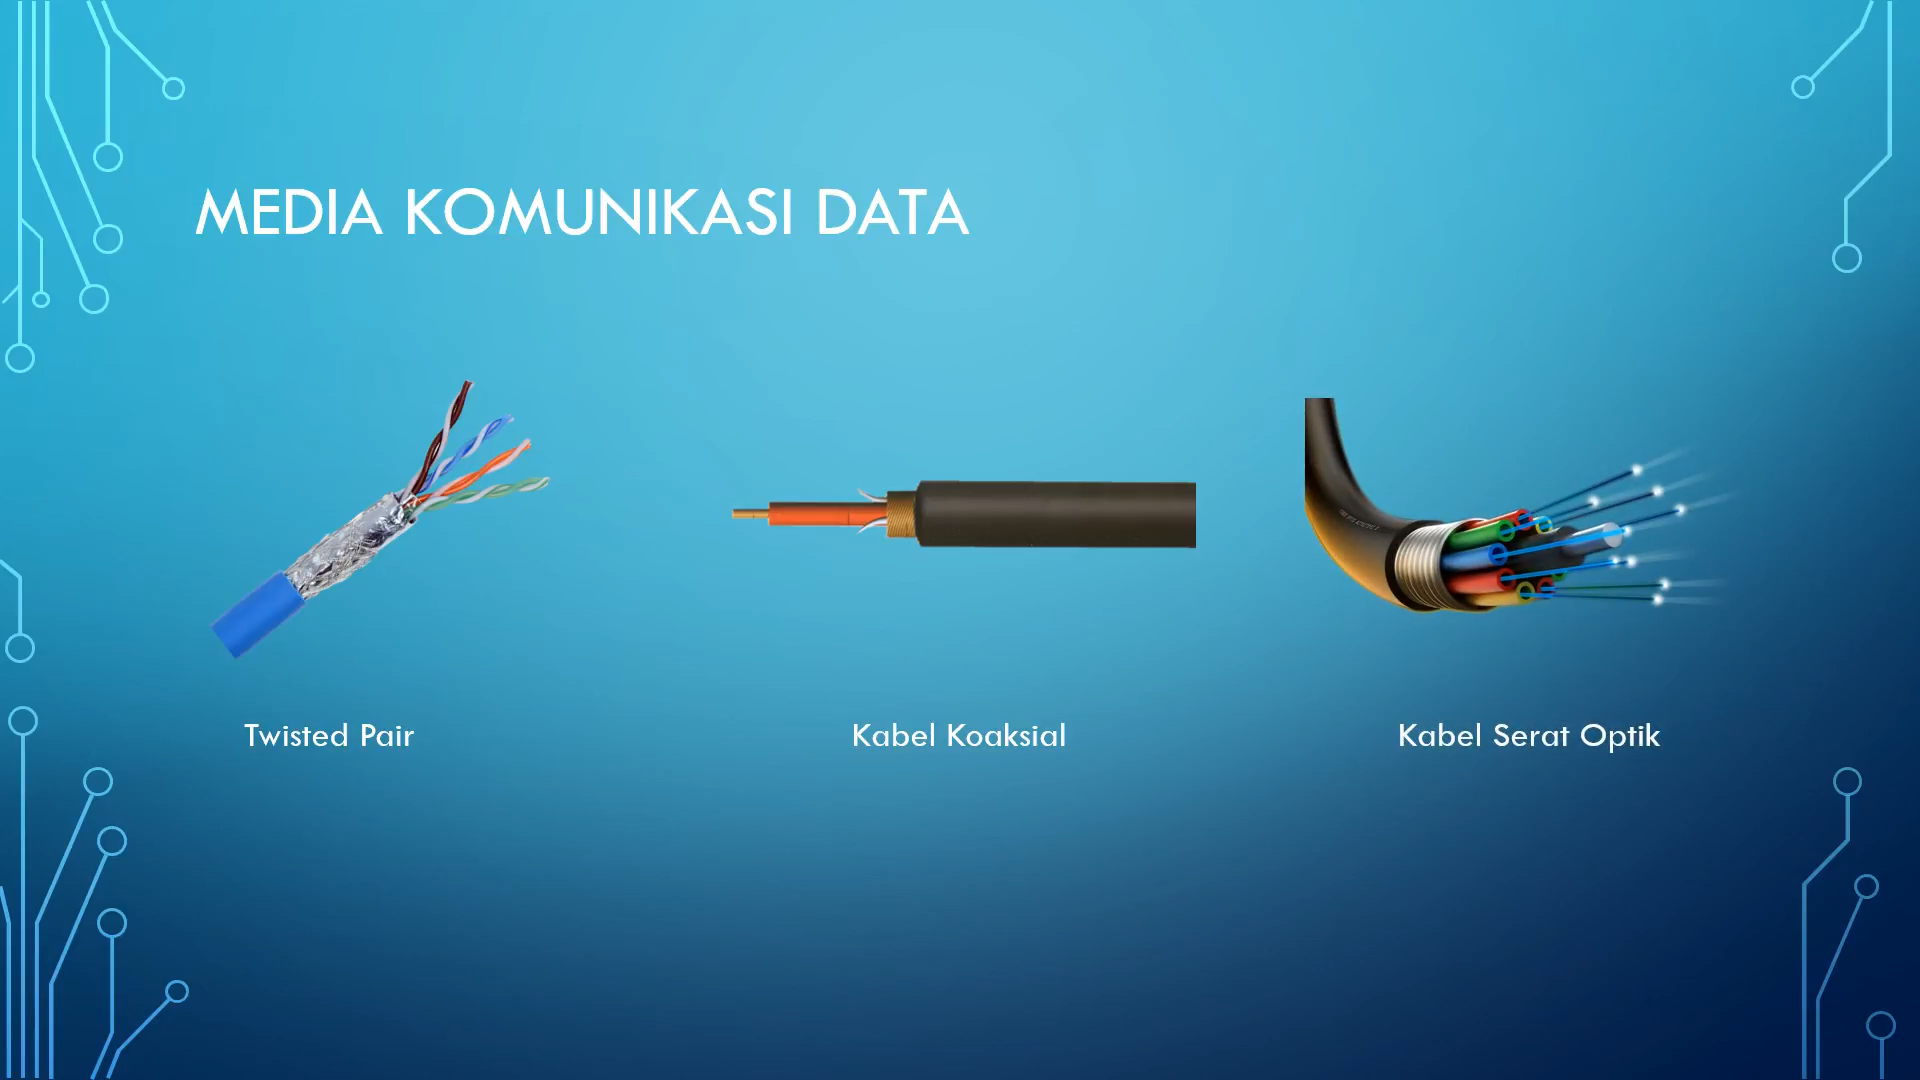 MEDIA KOMUNIKASI DATA
Twisted Pair
Kabel Koaksial
Kabel Serat Optik